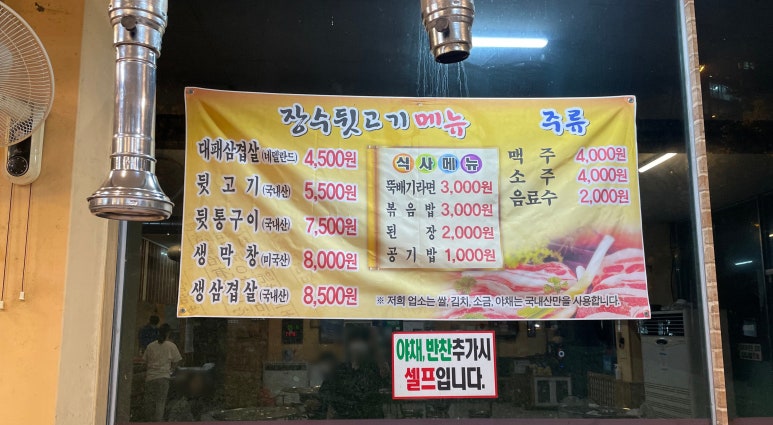 장수뒷고기 메뉴
대패삼겹살(네덜란드) 4,500원
뒷고기(국내산) 5,500원
뒷통구이(국내산) 7,500원
생막창(미국산) 8,000원
생삼겹살(국내산) 8,500원
식사메뉴
뚝배기라면 3,000원
볶음밥 3,000원
된장 2,000원
공기밥 1,000원
주류
맥주 4,000원
소주 4,000원
음료수 2,000원
※ 저희 업소는 쌀, 김치, 소금, 야채는 국내산만을 사용합니다.
야채, 반찬추가시
셀프입니다.